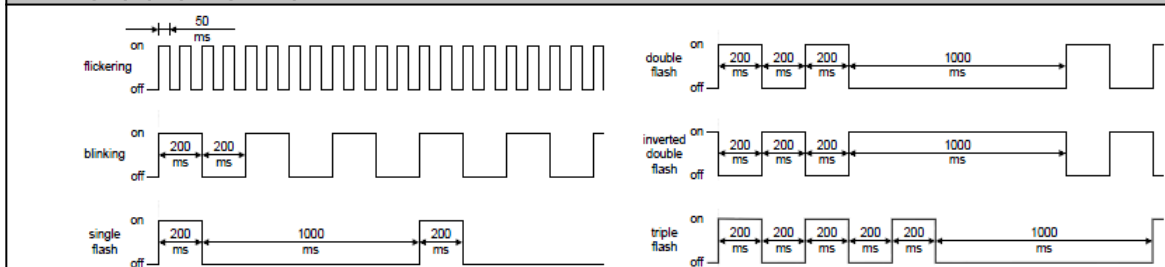 50
ms
on
flickering
off
on
200 200
blinking
ms ms
off
on
single 200 1000 200
flash ms ms ms
off
on
double 200 200 200 1000
flash ms ms ms ms
off
on
inverted 200 200 200 1000
double ms ms ms ms
flash
off
on
triple 200 200 200 200 200 1000
flash ms ms ms ms ms ms
off